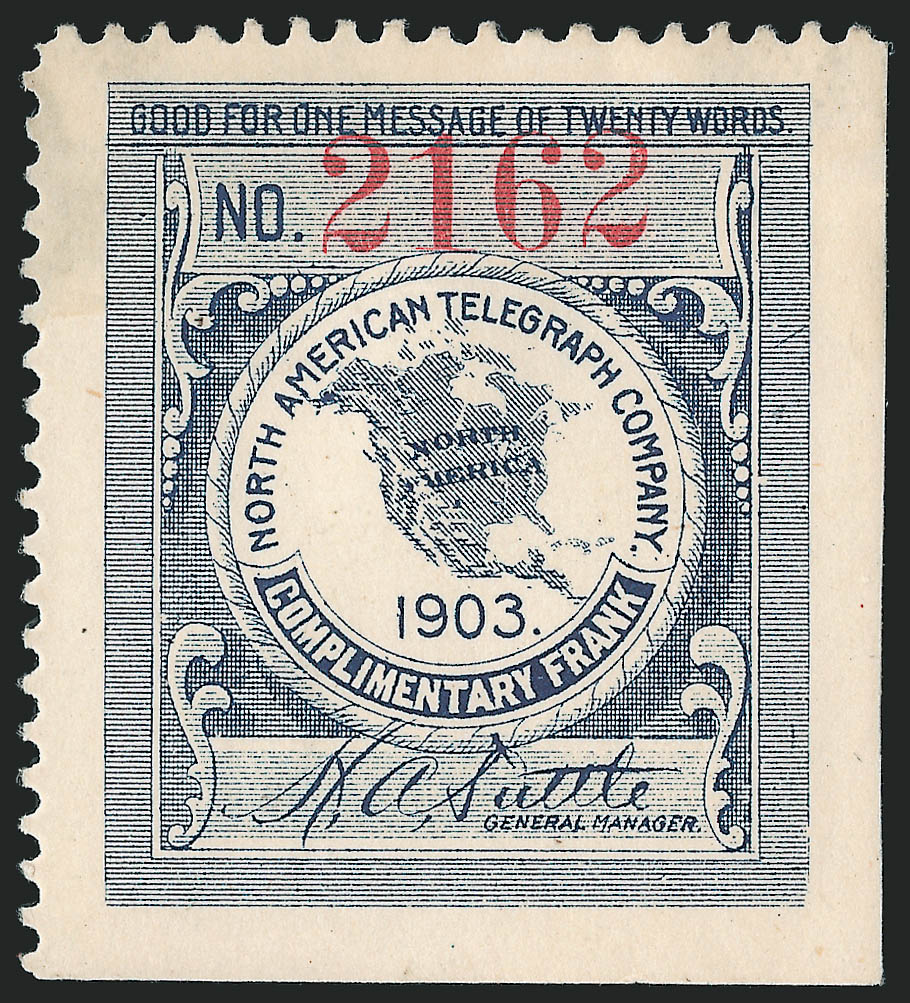 GOOD FOR ONE MESSAGE OF TWENTY WORDS.
NO. 2162
NORTH AMERICAN TELEGRAPH COMPANY.
NORTH
AMERICA
1903.
COMPLIMENTARY FRANK
H. A. Tuttle
GENERAL MANAGER.